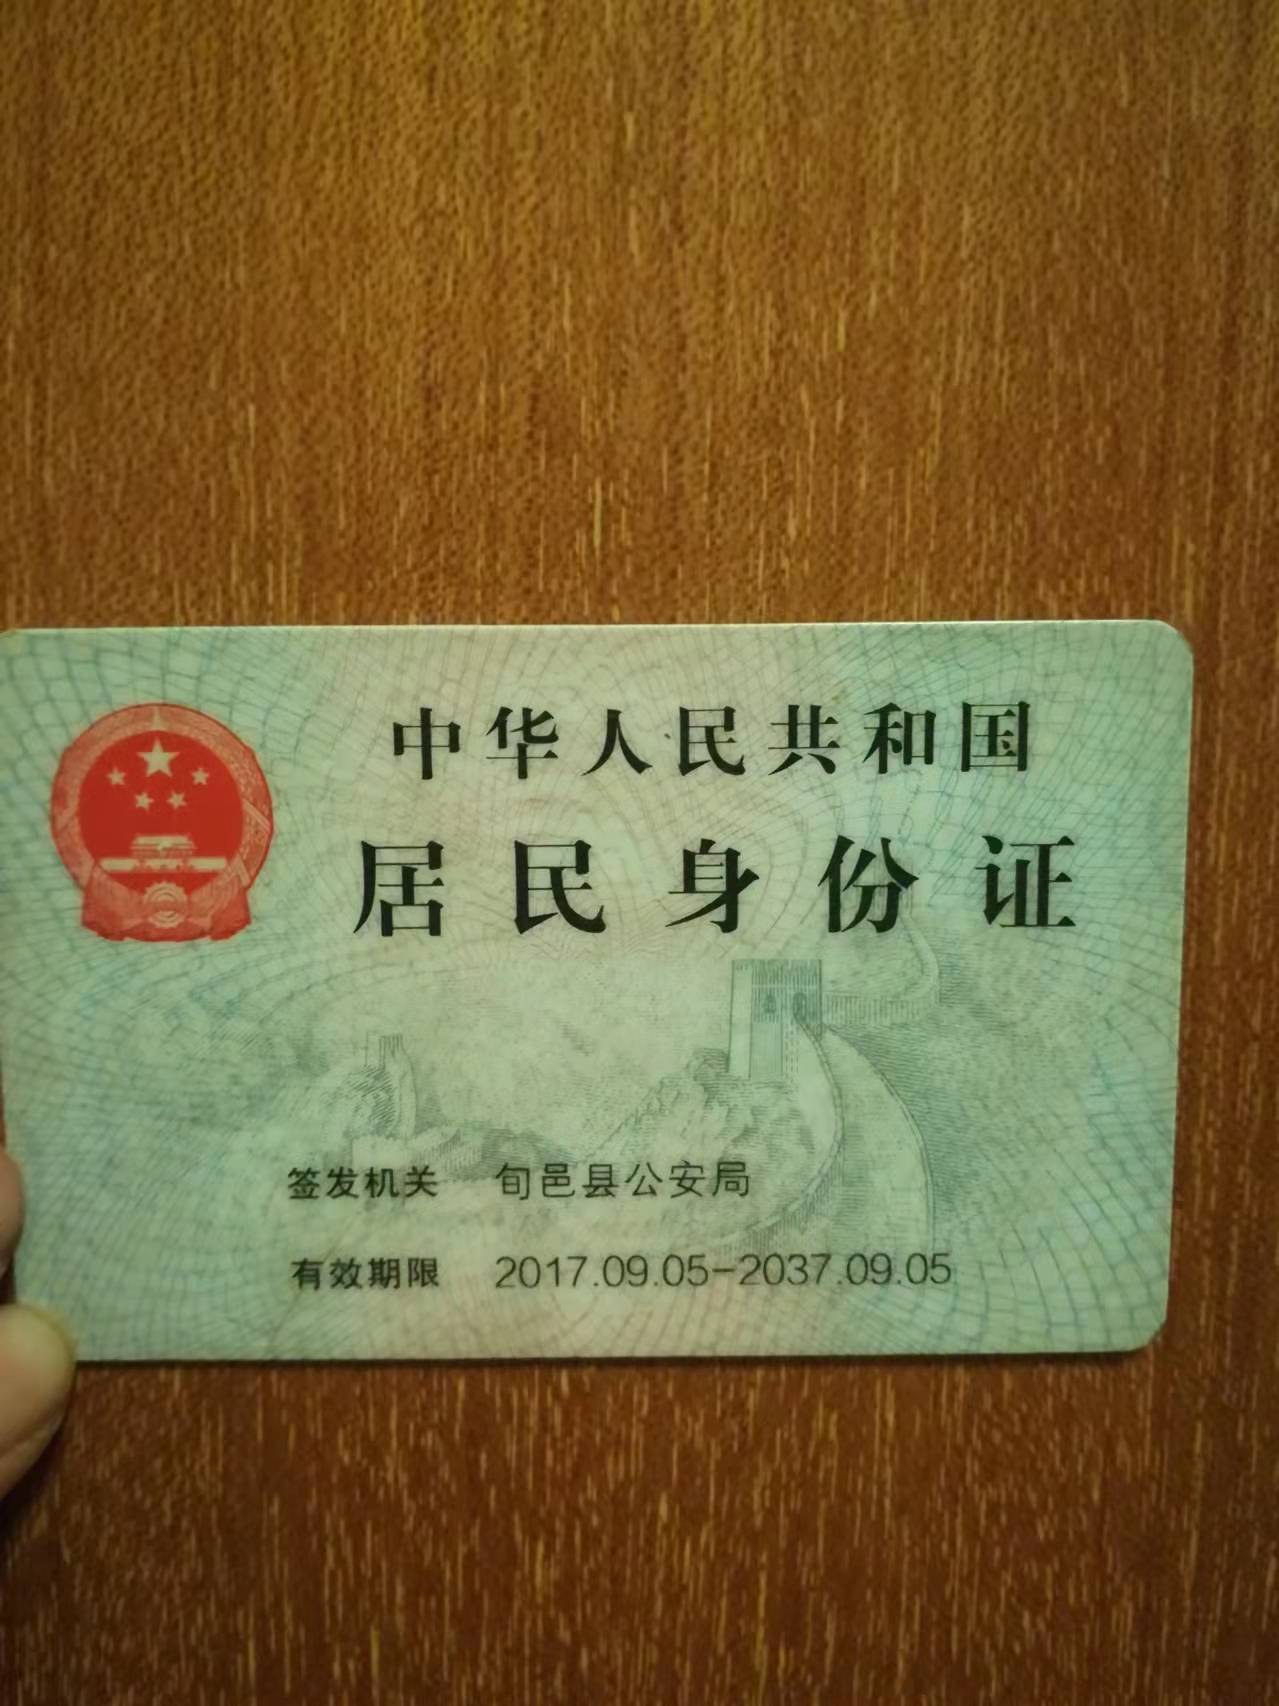 中华人民共和国
居民身份证
签发机关 旬邑县公安局
有效期限 2017.09.05-2037.09.05